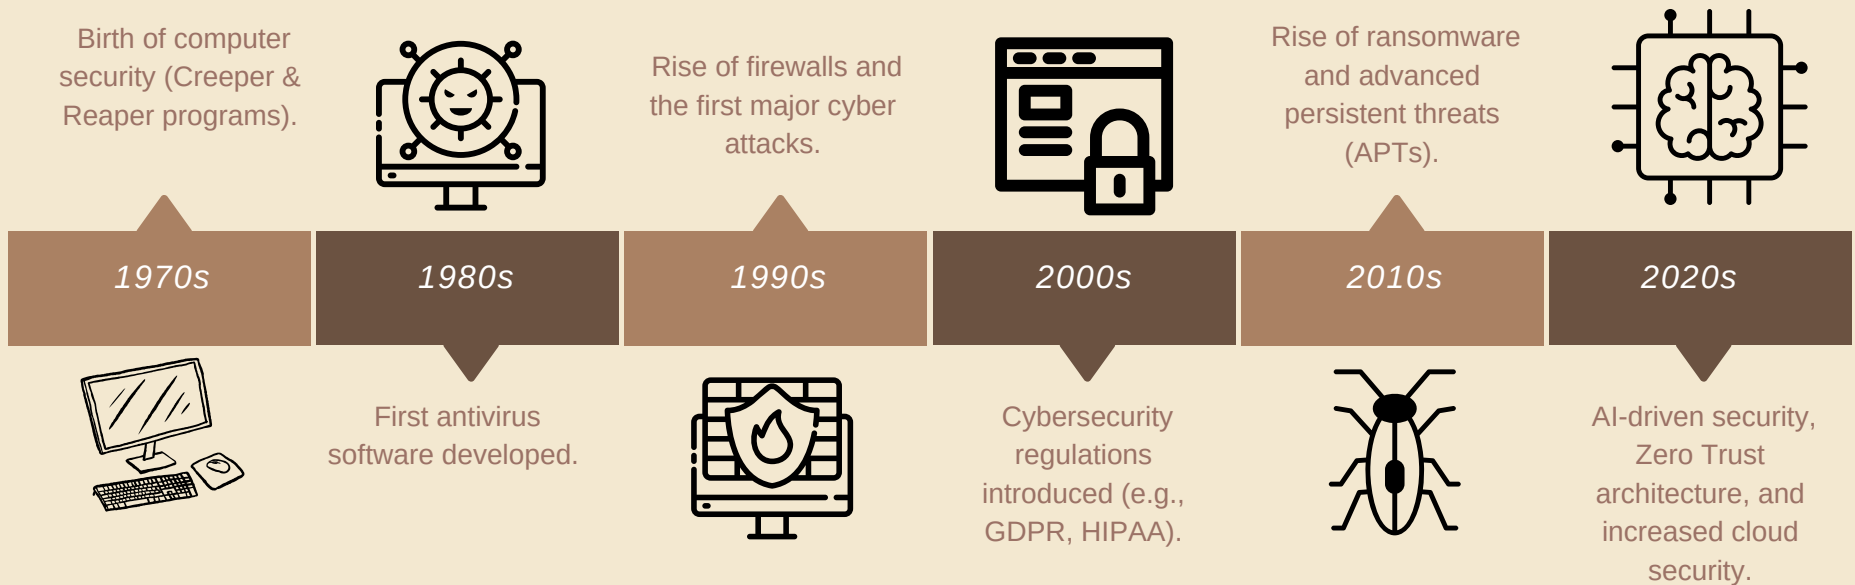 Birth of computer
security (Creeper &
Reaper programs).
Rise of firewalls and
the first major cyber
attacks.
Rise of ransomware
and advanced
persistent threats
(APTs).
1970s
1980s
1990s
2000s
2010s
2020s
First antivirus
software developed.
Cybersecurity
regulations
introduced (e.g.,
GDPR, HIPAA).
AI-driven security,
Zero Trust
architecture, and
increased cloud
security.